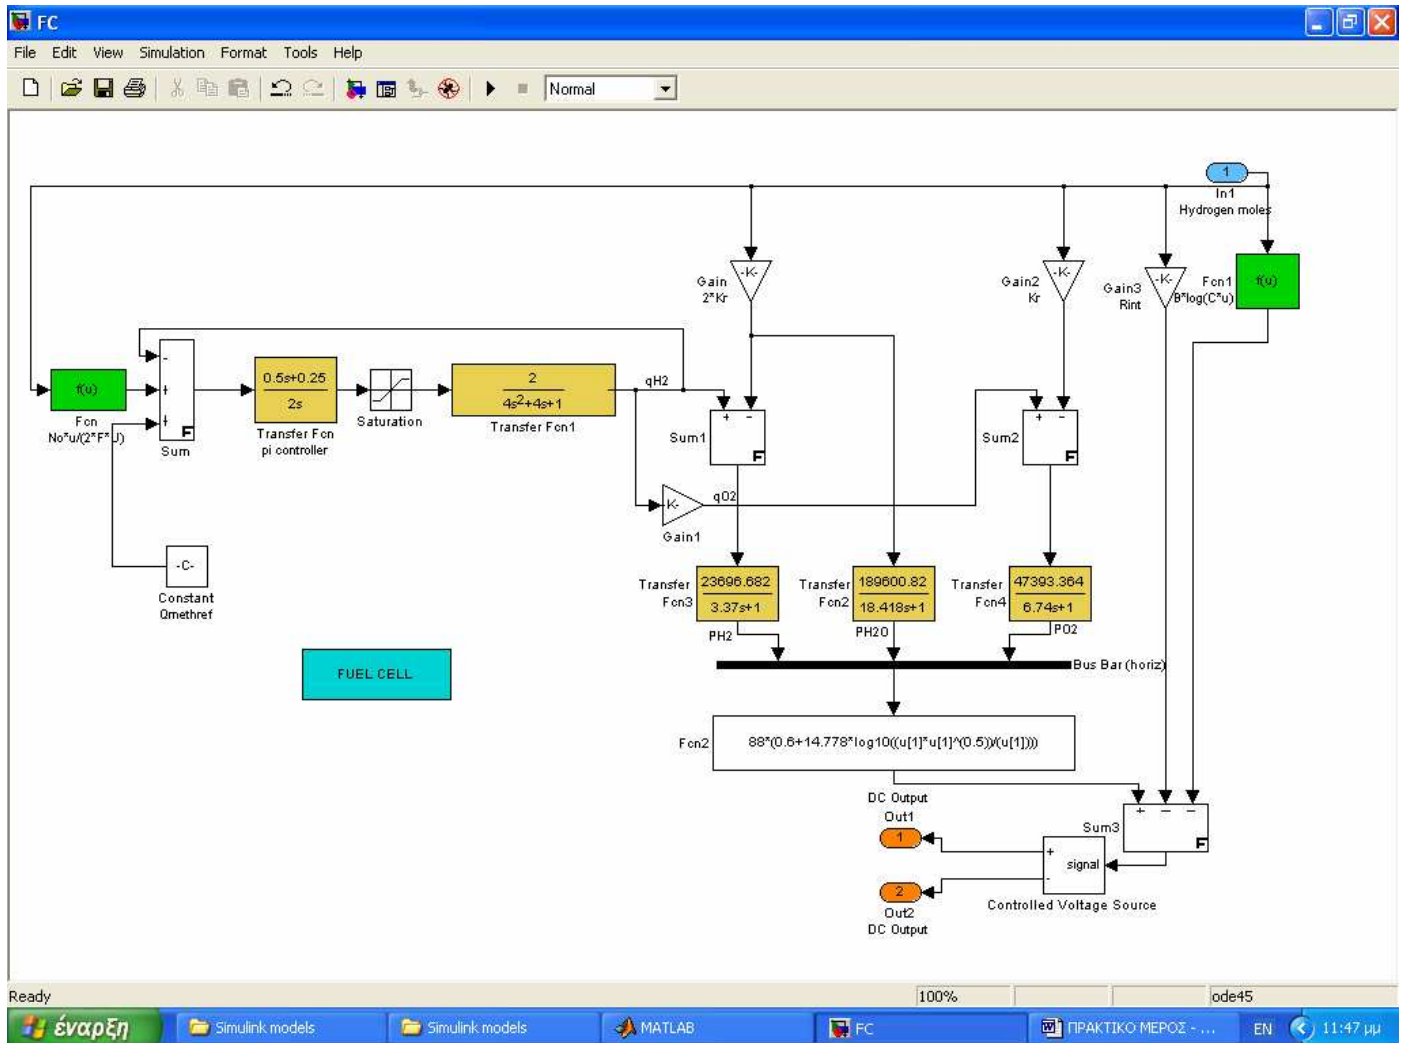 FC
File Edit View Simulation Format Tools Help
Normal
1
In1
Hydrogen moles
-K-
Gain
2*Kr
-K-
Gain2
Kr
-K-
Gain3
Rint
f(u)
Fcn1
B*log(C*u)
f(u)
Fcn
No*u/(2*F*U)
-
+
+
F
Sum
0.5s+0.25
2s
Transfer Fcn
pi controller
Saturation
2
4s2+4s+1
Transfer Fcn1
qH2
+ -
Sum1
F
+ -
Sum2
F
K-
qO2
Gain1
-C-
Constant
Qmethref
23696.682
3.37s+1
Transfer
Fcn3
189600.82
18.418s+1
Transfer
Fcn2
47393.364
6.74s+1
Transfer
Fcn4
PH2
PH2O
PO2
Bus Bar (horiz)
FUEL CELL
Fcn2
88*(0.6+14.778*log10((u[1]*u[1]^(0.5))/(u[1])))
+ - -
Sum3
F
DC Output
Out1
1
+
signal
-
Controlled Voltage Source
2
Out2
DC Output
Ready
100%
ode45
έναρξη
Simulink models
Simulink models
MATLAB
FC
ΠΡΑΚΤΙΚΟ ΜΕΡΟΣ - ...
EN
11:47 μμ